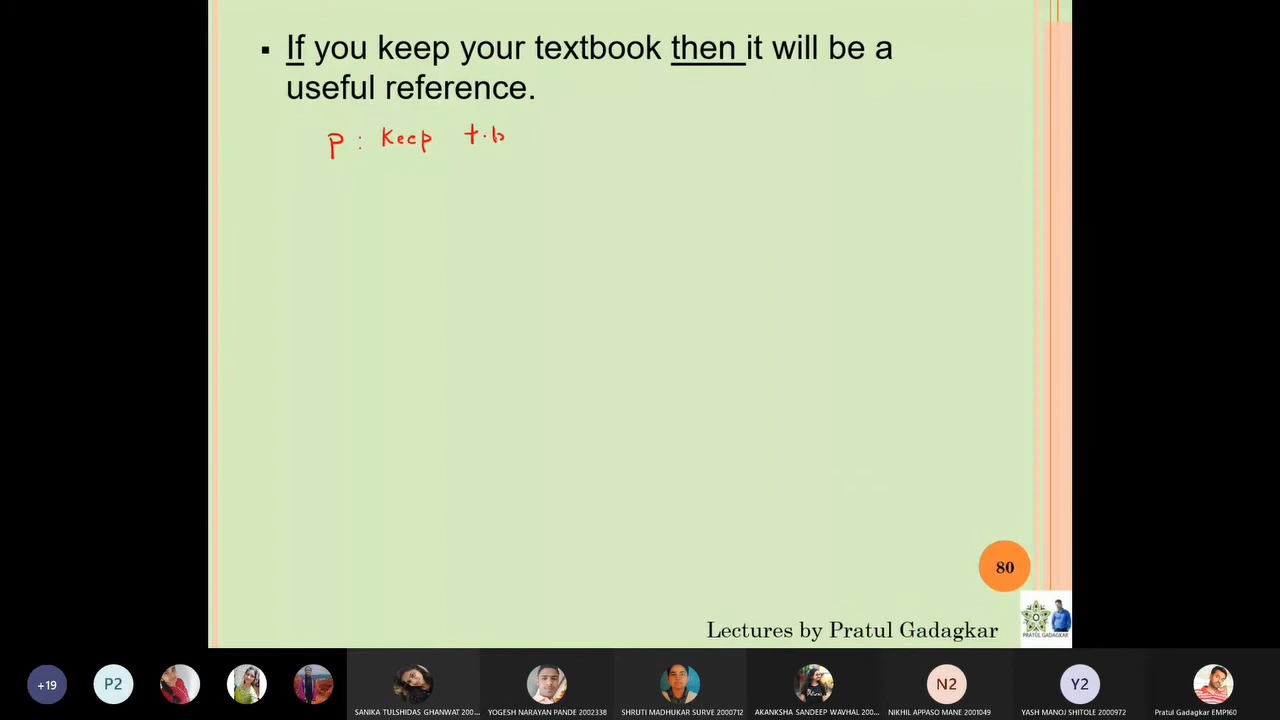 ▪ If you keep your textbook then it will be a
useful reference.
p : Keep t.b
80
PRATUL GADAGKAR
Lectures by Pratul Gadagkar
+19
P2
N2
Y2
SANIKA TULSHIDAS GHANWAT 200...
YOGESH NARAYAN PANDE 2002338
SHRUTI MADHUKAR SURVE 2000712
AKANKSHA SANDEEP WAVHAL 200...
NIKHIL APPASO MANE 2001049
YASH MANOJ SHITOLE 2000972
Pratul Gadagkar EMP160